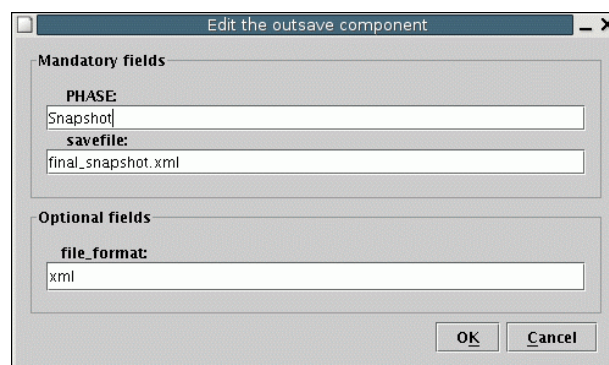 Edit the outsave component
Mandatory fields
PHASE:
Snapshot
savefile:
final_snapshot.xml
Optional fields
file_format:
xml
OK Cancel